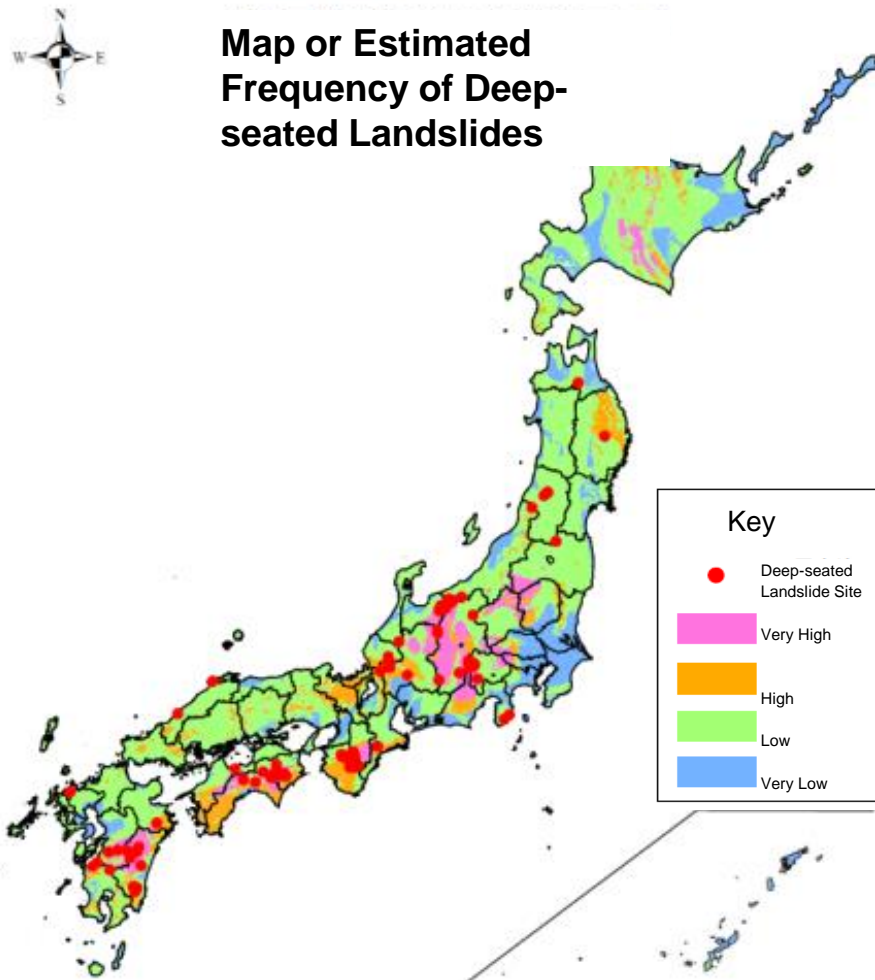 N
W E
S
Map or Estimated
Frequency of Deep-
seated Landslides
Key
Deep-seated
Landslide Site
Very High
High
Low
Very Low